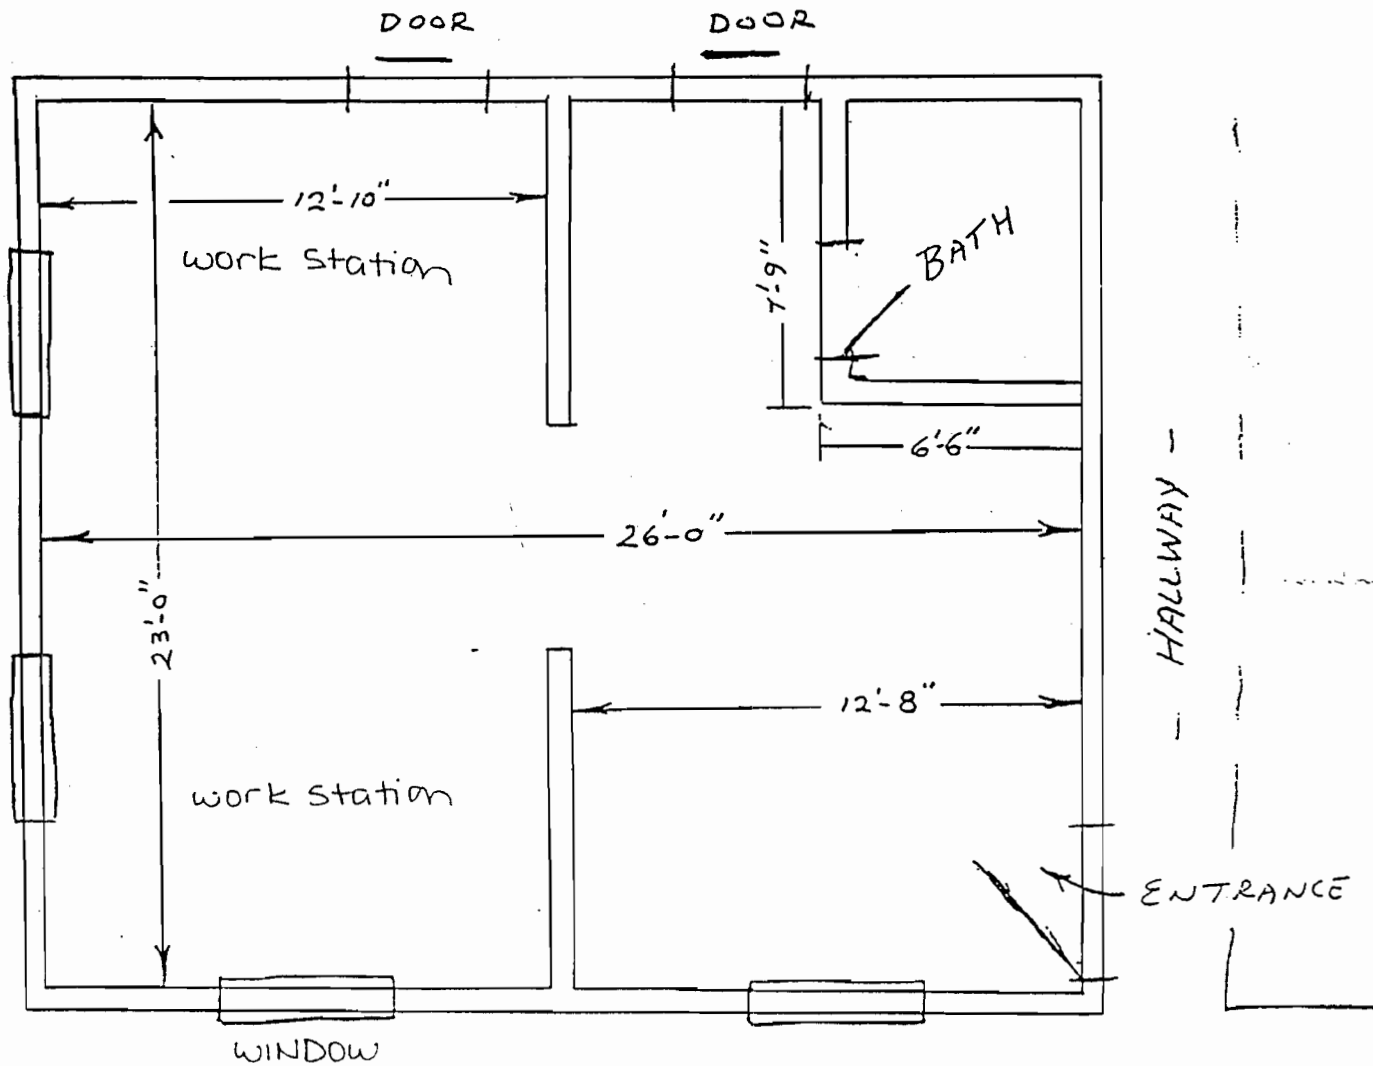 DOOR
DOOR
12'-10"
work Station
7'-9"
BATH
6'-6"
26'-0"
23'-0"
- HALLWAY -
12'-8"
work Station
ENTRANCE
WINDOW